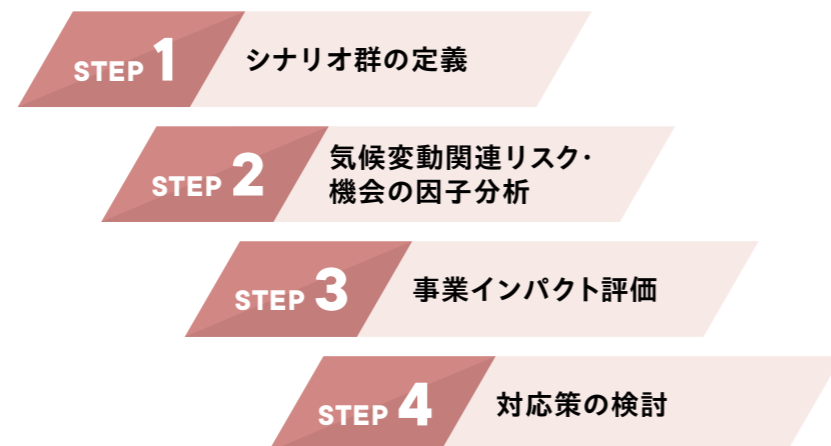 STEP 1
シナリオ群の定義
STEP 2
気候変動関連リスク・
機会の因子分析
STEP 3
事業インパクト評価
STEP 4
対応策の検討